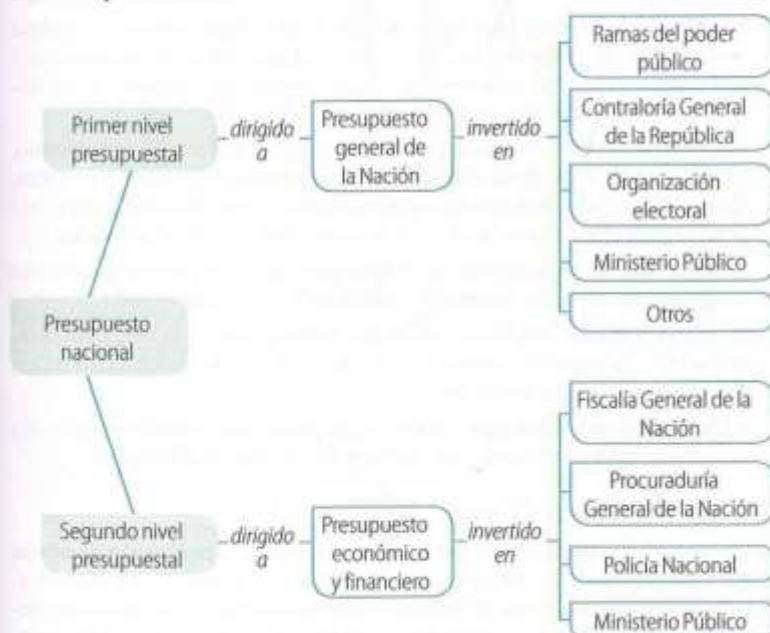 Presupuesto
nacional
Primer nivel
presupuestal
dirigido
a
Presupuesto
general de
la Nación
invertido
en
Ramas del poder
público
Contraloría General
de la República
Organización
electoral
Ministerio Público
Otros
Segundo nivel
presupuestal
dirigido
a
Presupuesto
económico
y financiero
invertido
en
Fiscalía General de la
Nación
Procuraduría
General de la Nación
Policía Nacional
Ministerio Público